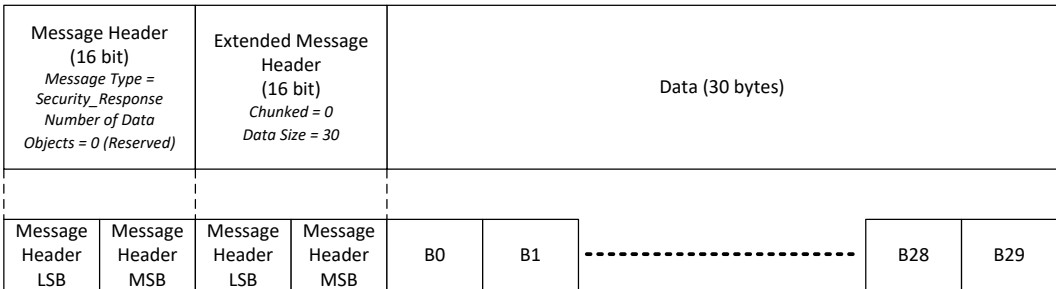 Message Header
(16 bit)
Message Type =
Security_Response
Number of Data
Objects = 0 (Reserved)
Extended Message
Header
(16 bit)
Chunked = 0
Data Size = 30
Data (30 bytes)
Message
Header
LSB
Message
Header
MSB
Message
Header
LSB
Message
Header
MSB
B0
B1
B28
B29